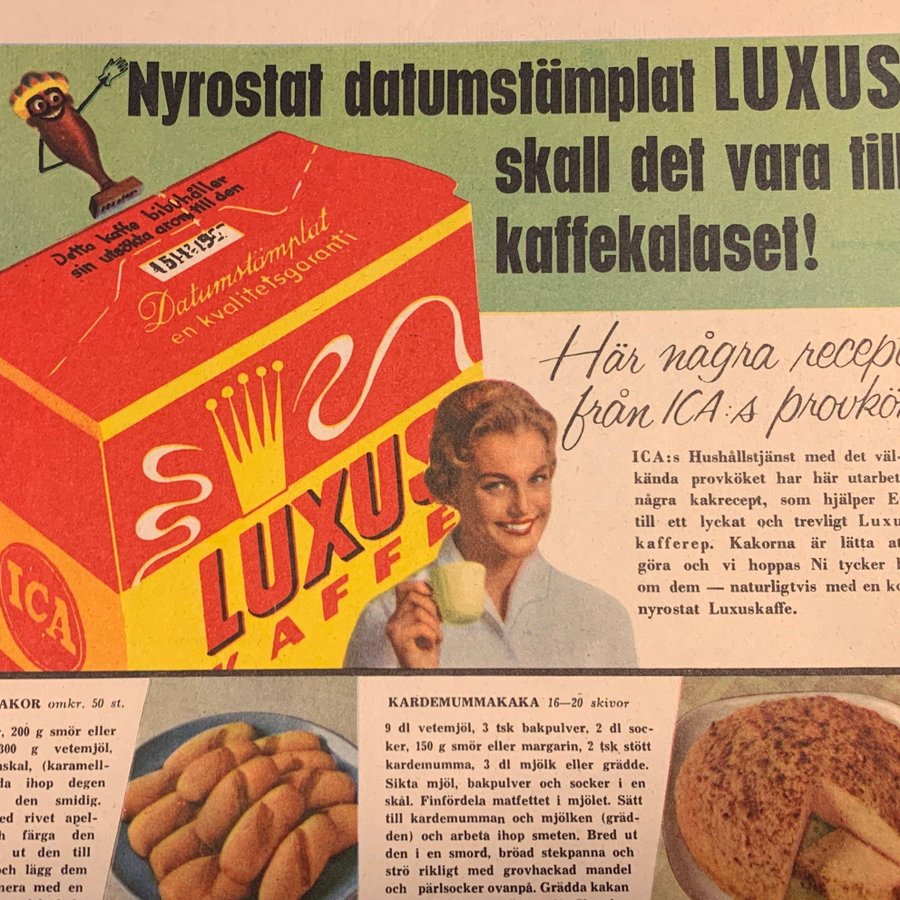 Nyrostat datumstämplat LUXUS
skall det vara till
kaffekalaset!
Detta kaffe bibehåller
sin utsökta arom till den
Datumstämplat
en kvalitetsgaranti
LUXUS
KAFFE
ICA
Här några recept
från ICA:s provkö
ICA:s Hushållstjänst med det väl-
kända provköket har här utarbet
några kakrecept, som hjälper E
till ett lyckat och trevligt Luxu
kafferep. Kakorna är lätta at
göra och vi hoppas Ni tycker b
om dem — naturligtvis med en ko
nyrostat Luxuskaffe.
AKOR omkr. 50 st.
, 200 g smör eller
300 g vetemjöl,
nskal, (karamell-
da ihop degen
den smidig.
ed rivet apel-
h färga den
ut den till
och lägg dem
nera med en
KARDEMUMMAKAKA 16—20 skivor
9 dl vetemjöl, 3 tsk bakpulver, 2 dl soc-
ker, 150 g smör eller margarin, 2 tsk stött
kardemumma, 3 dl mjölk eller grädde.
Sikta mjöl, bakpulver och socker i en
skål. Finfördela matfettet i mjölet. Sätt
till kardemumman och mjölken (gräd-
den) och arbeta ihop smeten. Bred ut
den i en smord, bröad stekpanna och
strö rikligt med grovhackad mandel
och pärlsocker ovanpå. Grädda kakan